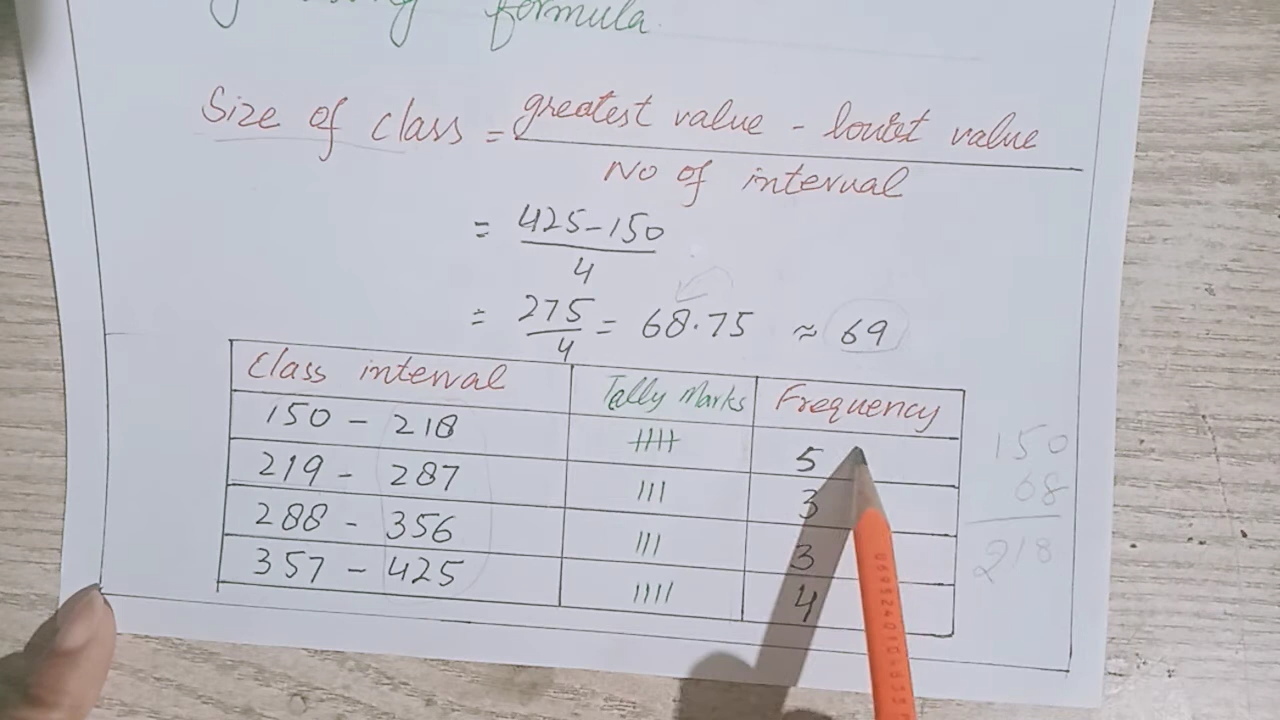 formula.
Size of class = greatest value - lowest value
No of interval
= 425-150
4
= 275 = 68.75 ≈ 69
4
Class interval Tally Marks Frequency
150 - 218 5
219 - 287 ||| 3
288 - 356 ||| 3
357 - 425 |||| 4
150
68
218